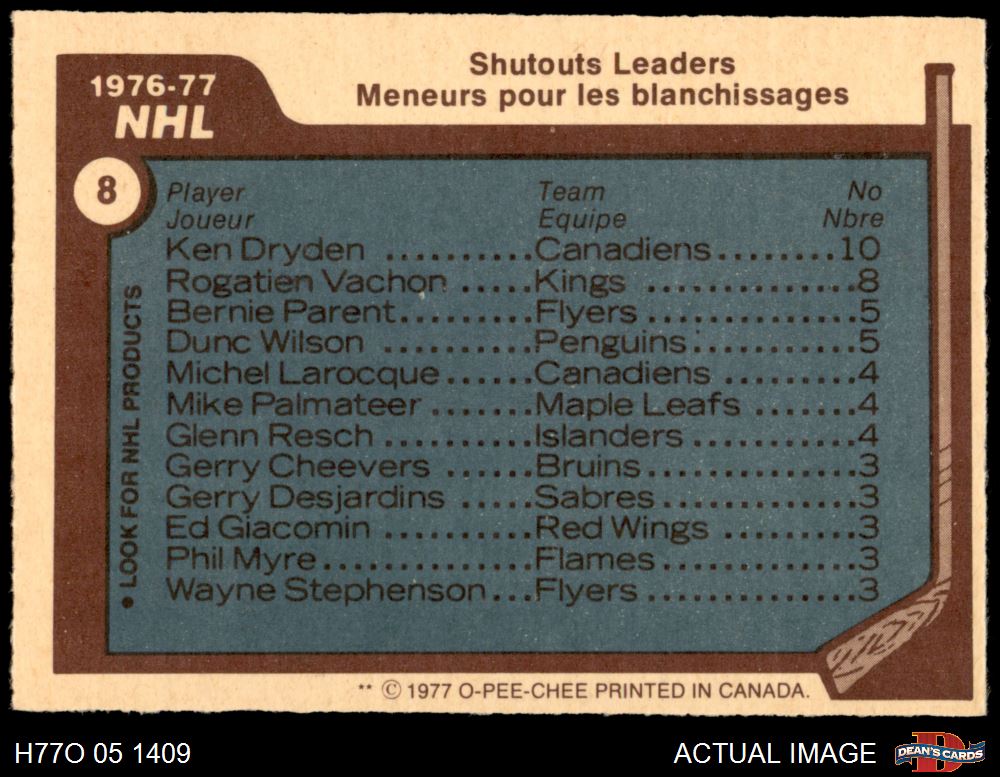 1976-77
NHL
Shutouts Leaders
Meneurs pour les blanchissages
8
Player Team No
Joueur Equipe Nbre
Ken Dryden ..........Canadiens........10
Rogatien Vachon .....Kings ..............8
Bernie Parent.........Flyers ..............5
Dunc Wilson ..........Penguins...........5
Michel Larocque......Canadiens .........4
Mike Palmateer .......Maple Leafs .......4
Glenn Resch ..........Islanders ...........4
Gerry Cheevers ......Bruins..............3
Gerry Desjardins .....Sabres.............3
Ed Giacomin ..........Red Wings .........3
Phil Myre..............Flames.............3
Wayne Stephenson...Flyers ..............3
• LOOK FOR NHL PRODUCTS
** © 1977 O-PEE-CHEE PRINTED IN CANADA.
H77O 05 1409
ACTUAL IMAGE
D
DEAN'S CARDS